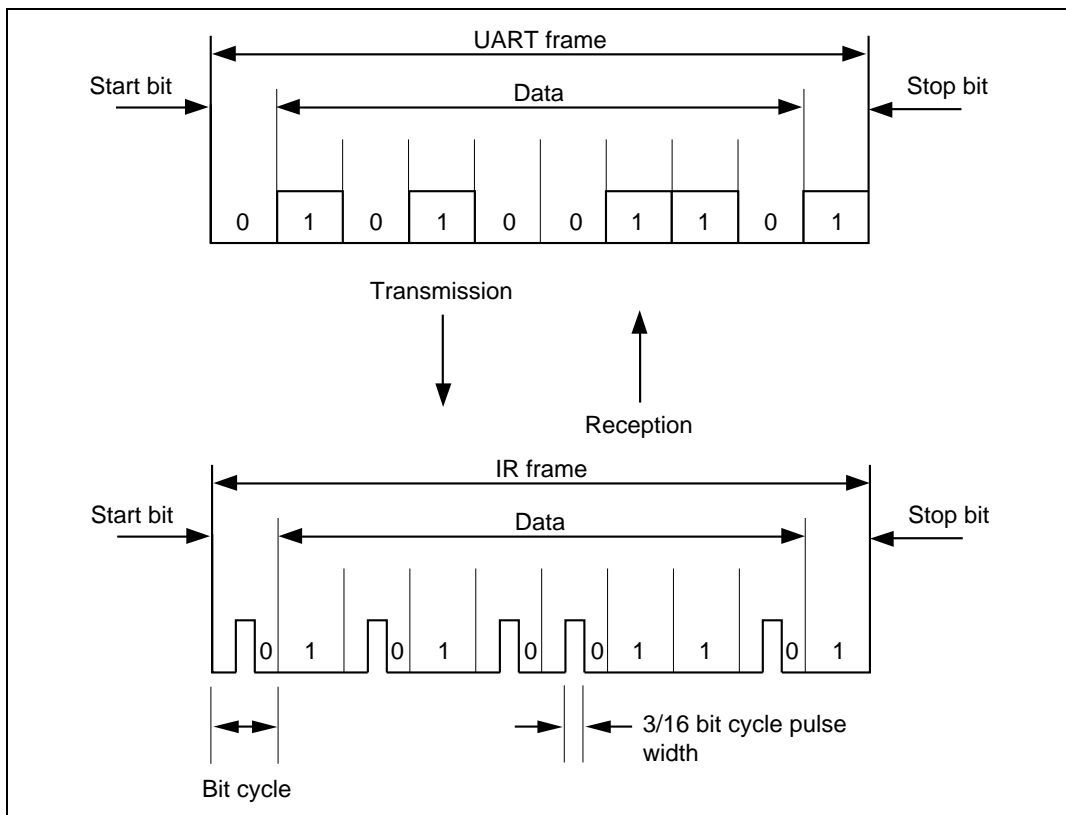 UART frame
Start bit
Stop bit
Data
0 1 0 1 0 0 1 1 0 1
Transmission
Reception
IR frame
Start bit
Stop bit
Data
0 1 0 1 0 0 1 1 0 1
3/16 bit cycle pulse
width
Bit cycle